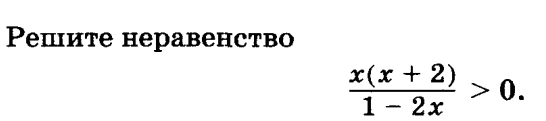 Решите неравенство
x(x + 2)
1 − 2x
> 0.